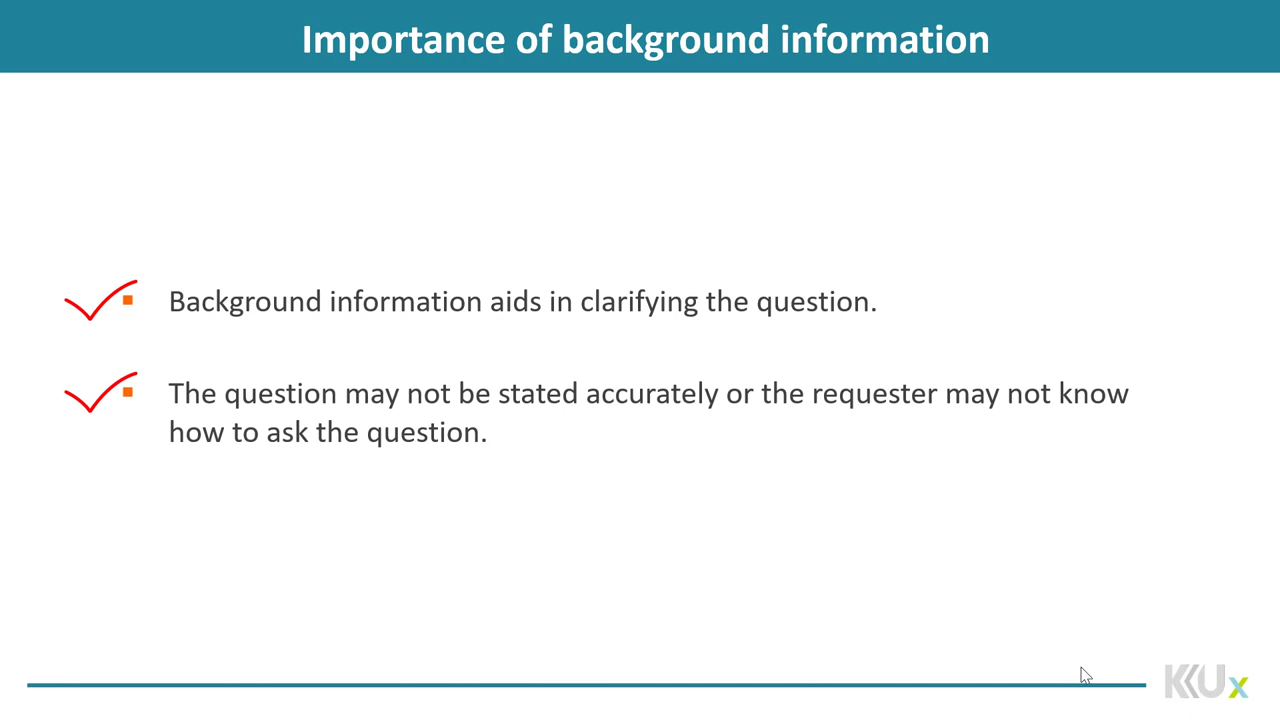 Importance of background information
Background information aids in clarifying the question.
The question may not be stated accurately or the requester may not know
how to ask the question.
KKUx